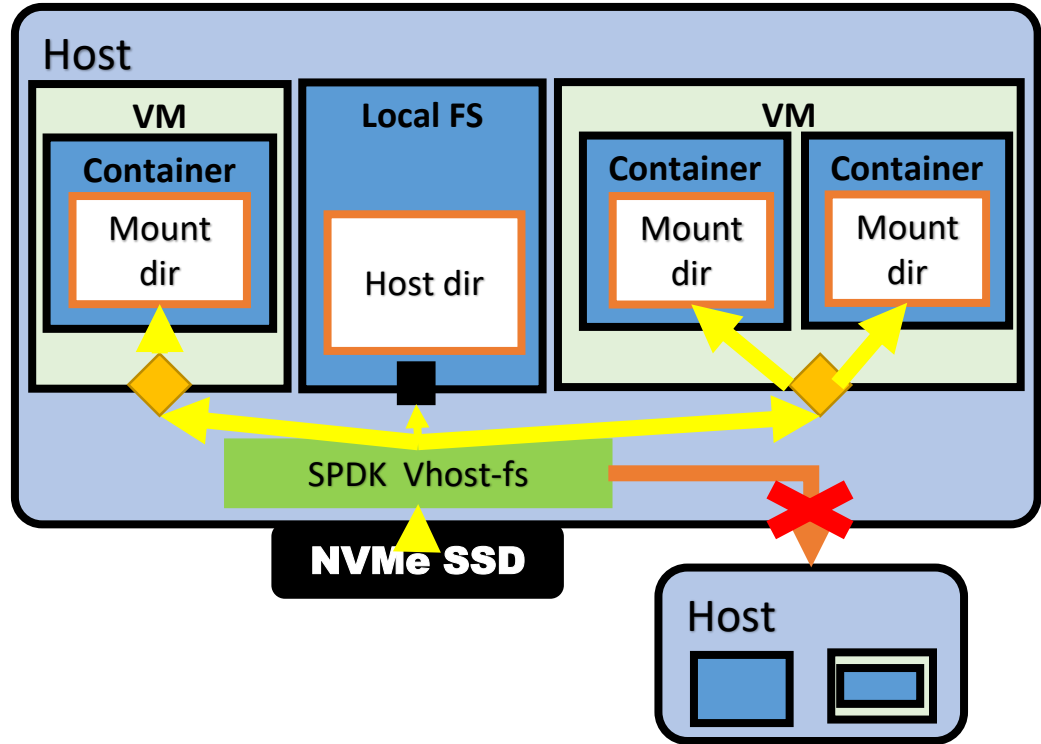 Host
VM
Container
Mount
dir
Local FS
Host dir
VM
Container
Mount
dir
Container
Mount
dir
SPDK Vhost-fs
NVMe SSD
Host